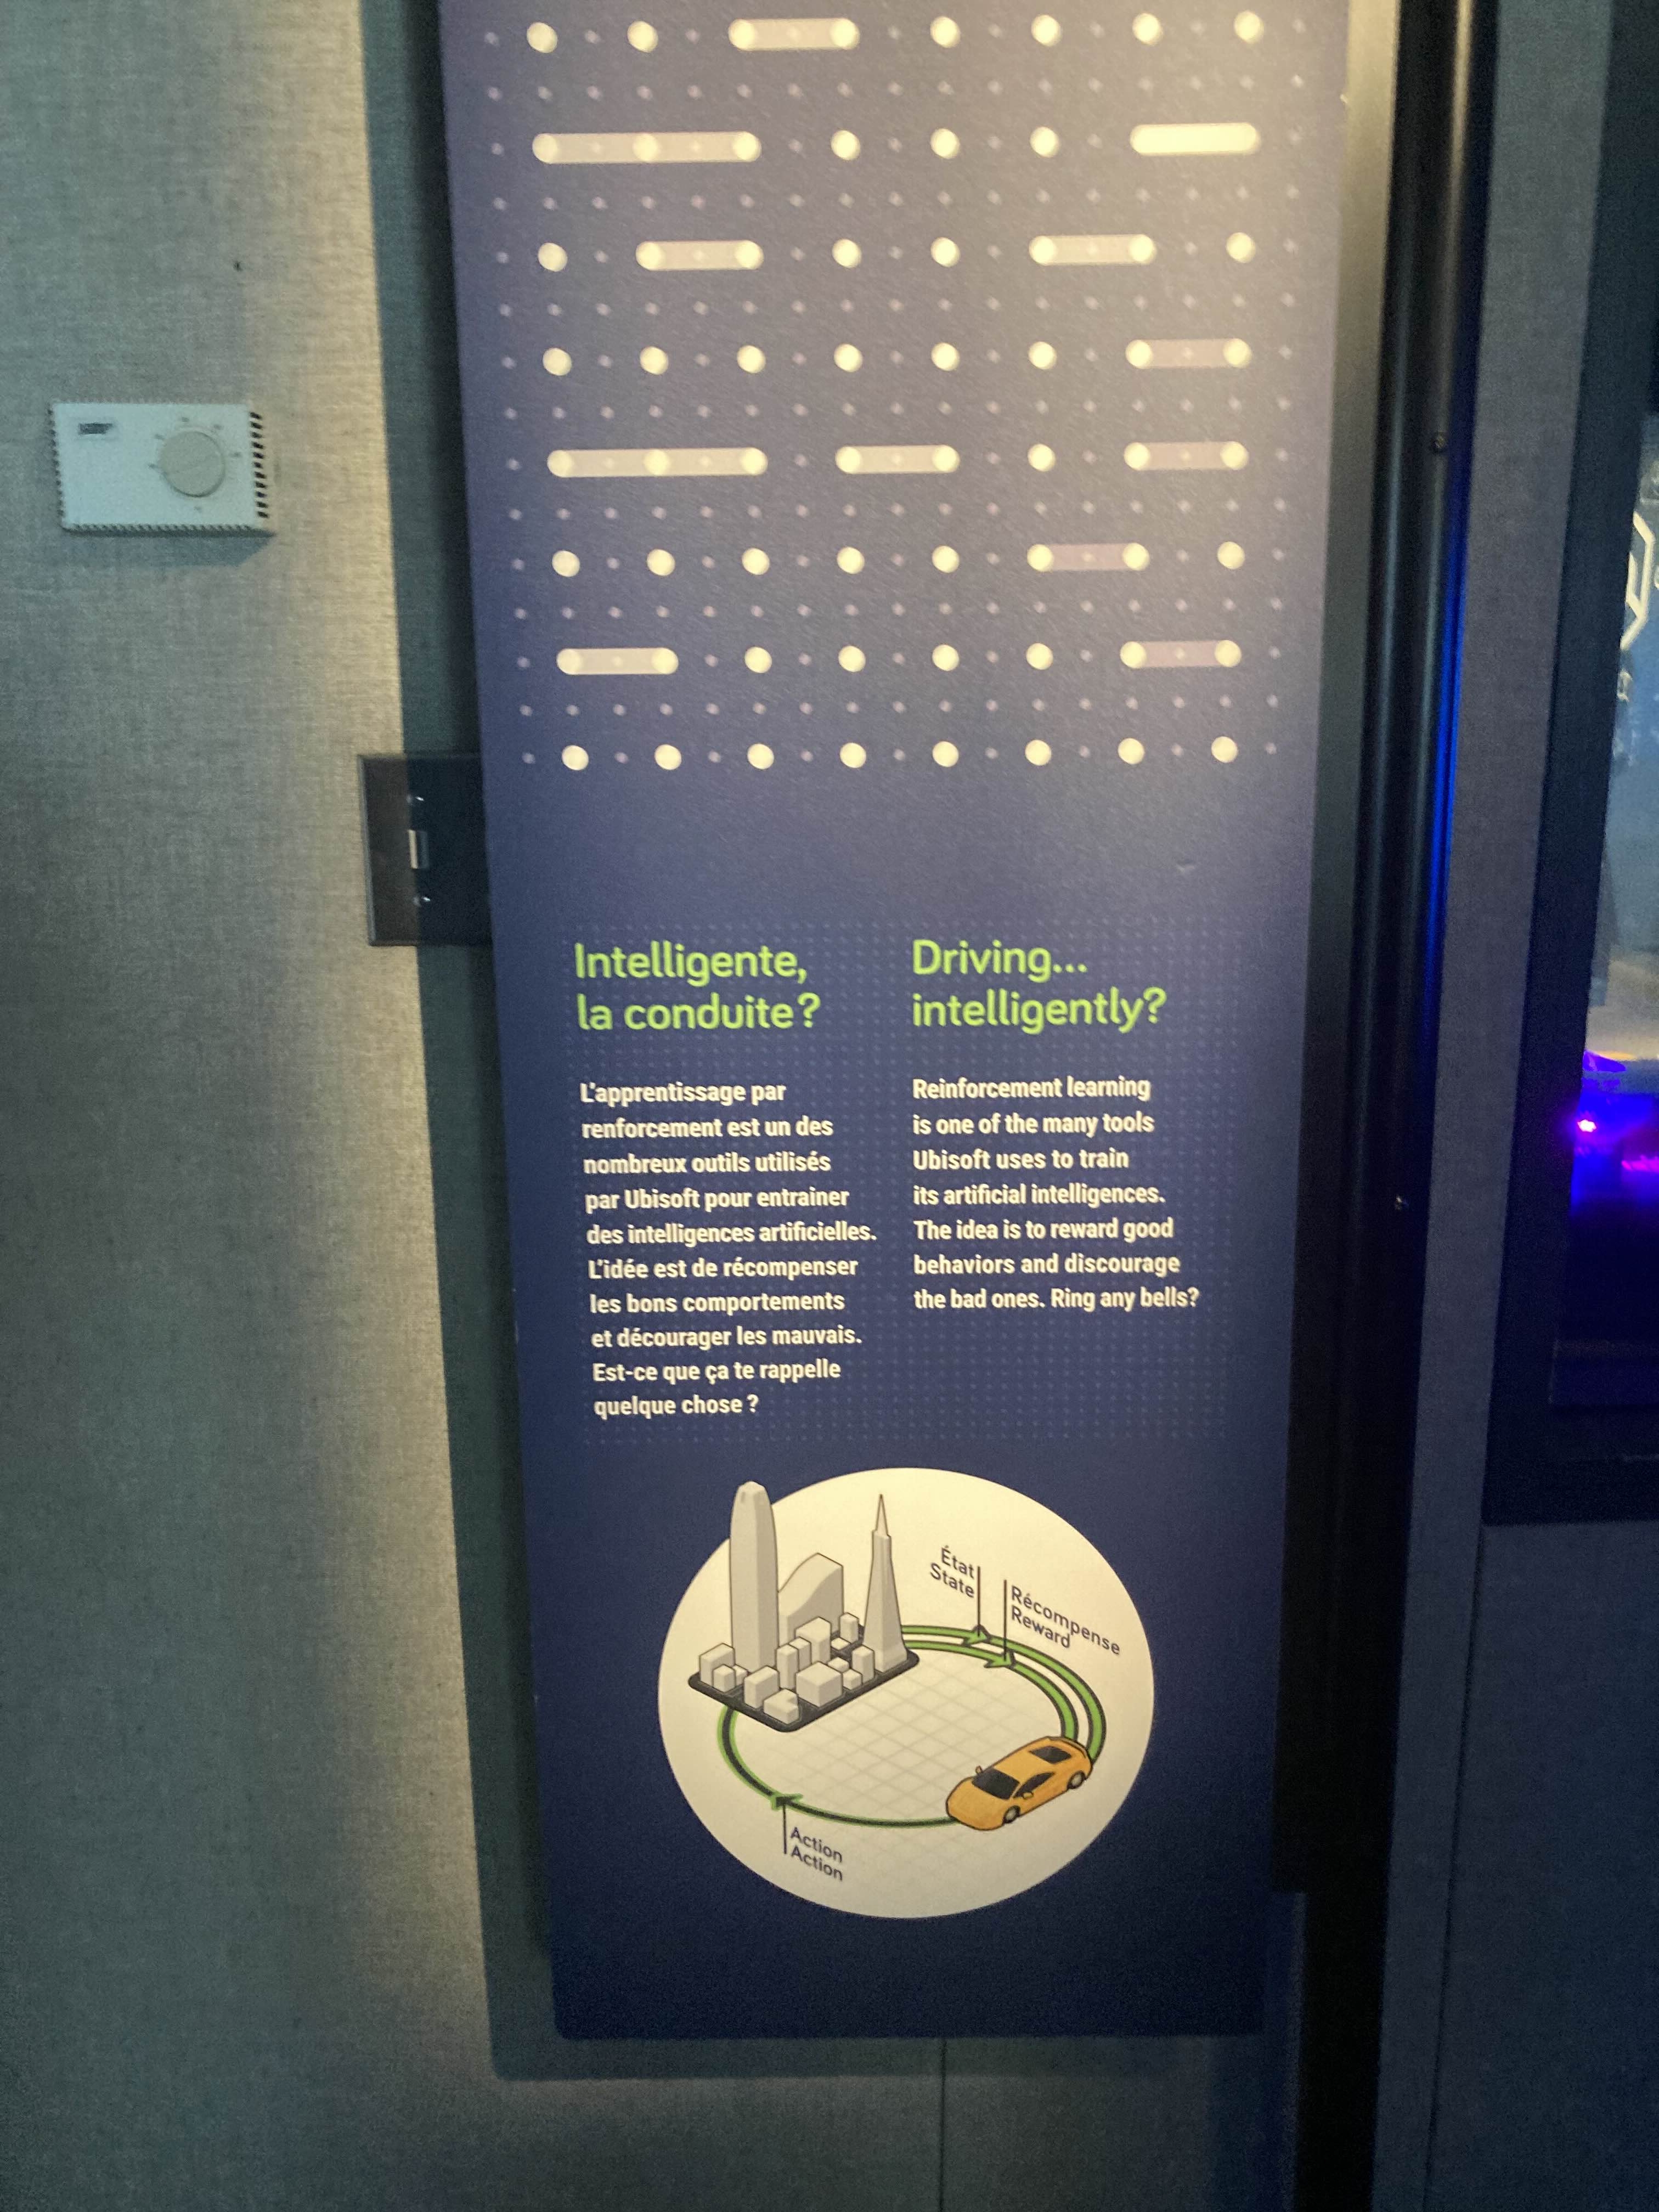 Intelligente,
la conduite ?
L'apprentissage par
renforcement est un des
nombreux outils utilisés
par Ubisoft pour entrainer
des intelligences artificielles.
L'idée est de récompenser
les bons comportements
et décourager les mauvais.
Est-ce que ça te rappelle
quelque chose ?
Driving...
intelligently?
Reinforcement learning
is one of the many tools
Ubisoft uses to train
its artificial intelligences.
The idea is to reward good
behaviors and discourage
the bad ones. Ring any bells?
État
State
Récompense
Reward
Action
Action